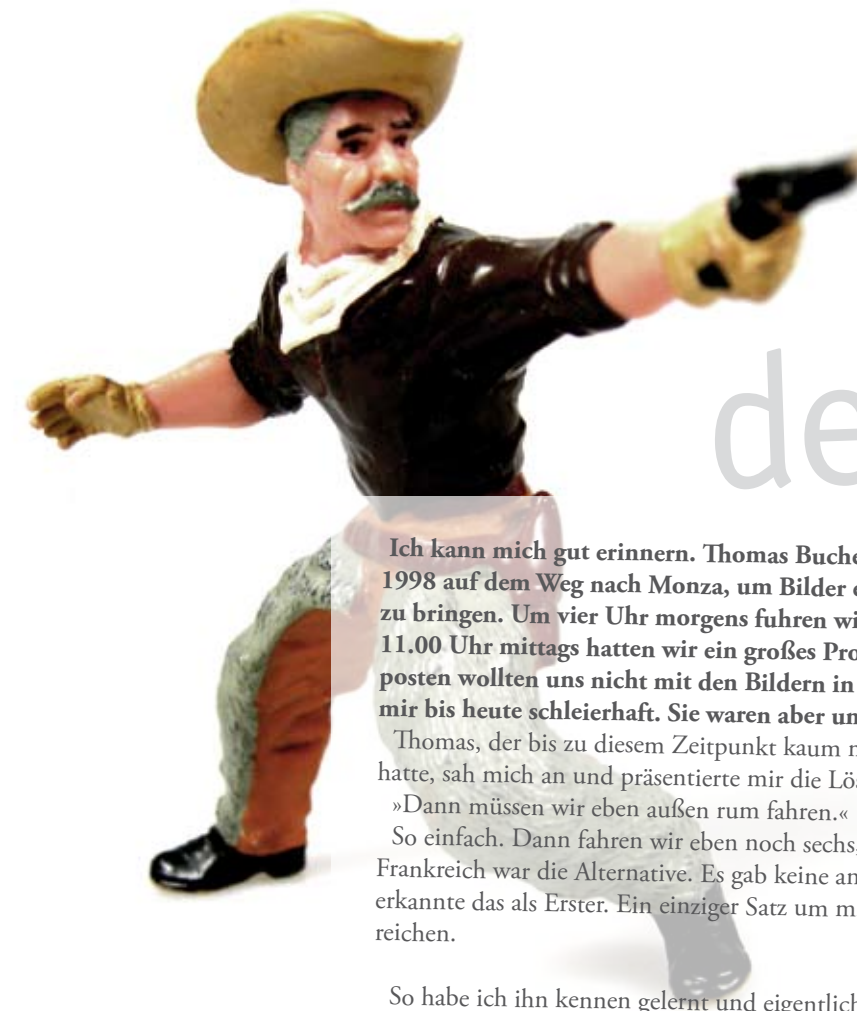 de
Ich kann mich gut erinnern. Thomas Buche
1998 auf dem Weg nach Monza, um Bilder
zu bringen. Um vier Uhr morgens fuhren wi
11.00 Uhr mittags hatten wir ein großes Pro
posten wollten uns nicht mit den Bildern in
mir bis heute schleierhaft. Sie waren aber un
Thomas, der bis zu diesem Zeitpunkt kaum
hatte, sah mich an und präsentierte mir die Lös
»Dann müssen wir eben außen rum fahren.«
So einfach. Dann fahren wir eben noch sechs,
Frankreich war die Alternative. Es gab keine an
erkannte das als Erster. Ein einziger Satz um m
reichen.
So habe ich ihn kennen gelernt und eigentlich